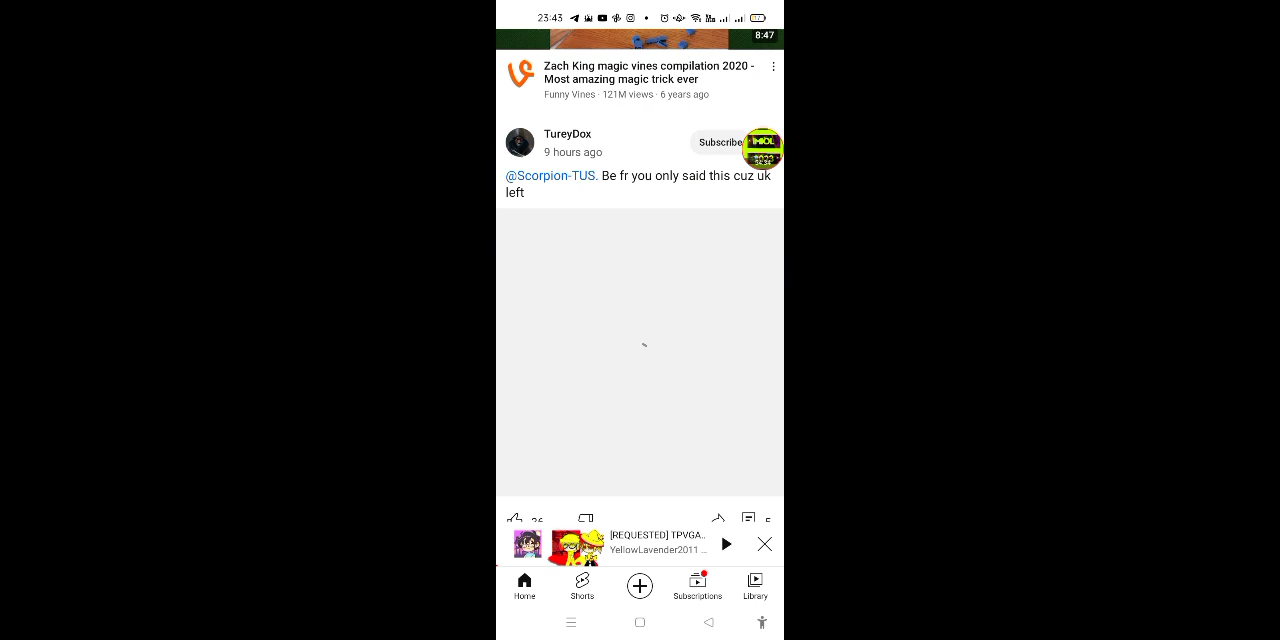 23:43
8:47
Zach King magic vines compilation 2020 -
Most amazing magic trick ever
Funny Vines · 121M views · 6 years ago
TureyDox
Subscribe
9 hours ago
@Scorpion-TUS. Be fr you only said this cuz uk
left
[REQUESTED] TPVGA..
YellowLavender2011 ...
Home
Shorts
Subscriptions
Library